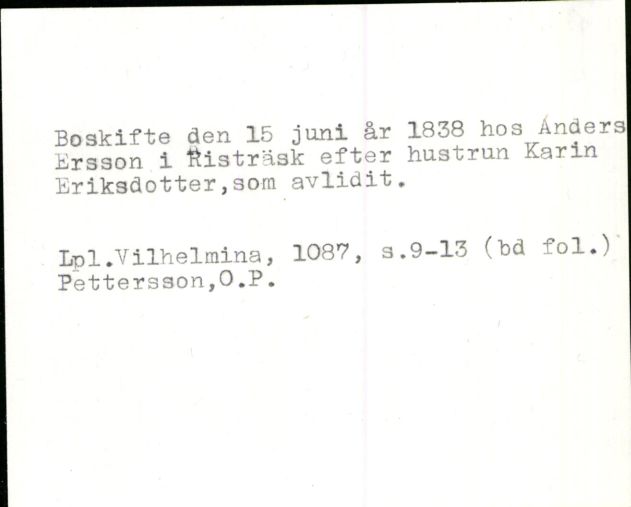 Boskifte den 15 juni år 1838 hos Anders
Ersson i Risträsk efter hustrun Karin
Eriksdotter,som avlidit.
Lpl.Vilhelmina, 1087, s.9-13 (bd fol.)
Pettersson,O.P.